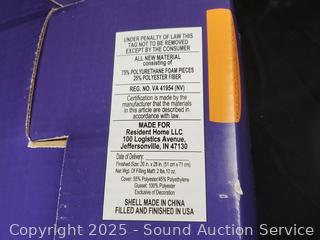 UNDER PENALTY OF LAW THIS
TAG NOT TO BE REMOVED
EXCEPT BY THE CONSUMER
ALL NEW MATERIAL
consisting of
75% POLYURETHANE FOAM PIECES
25% POLYESTER FIBER
REG. NO. VA 41954 (NV)
Certification is made by the
manufacturer that the materials
in this article are described in
accordance with law.
MADE FOR
Resident Home LLC
100 Logistics Avenue,
Jeffersonville, IN 47130
Date of Delivery:
Finished Size: 20 in. x 28 in. (51 cm x 71 cm)
Net Wgt. Of Filling Matl: 2 lbs.10 oz.
Cover: 55% Polyester/45% Polyethylene
Gusset: 100% Polyester
Exclusive of Decoration
SHELL MADE IN CHINA
FILLED AND FINISHED IN USA
Copyright 2025 - Sound Auction Service